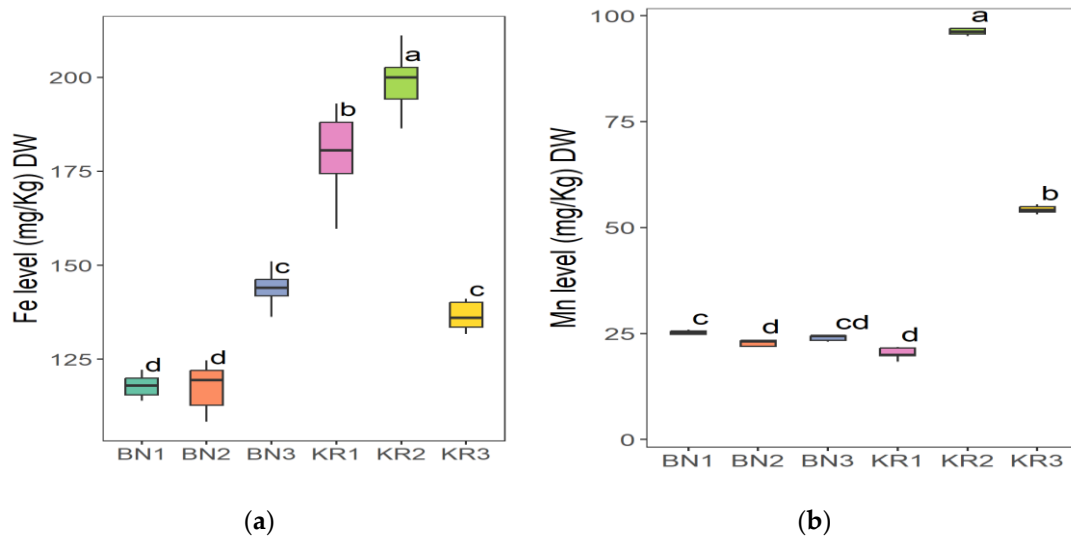 Fe level (mg/Kg) DW
200
175
150
125
a
b
c
c
d
d
BN1 BN2 BN3 KR1 KR2 KR3
(a)
Mn level (mg/Kg) DW
100
75
50
25
0
a
b
c
d
cd
d
BN1 BN2 BN3 KR1 KR2 KR3
(b)